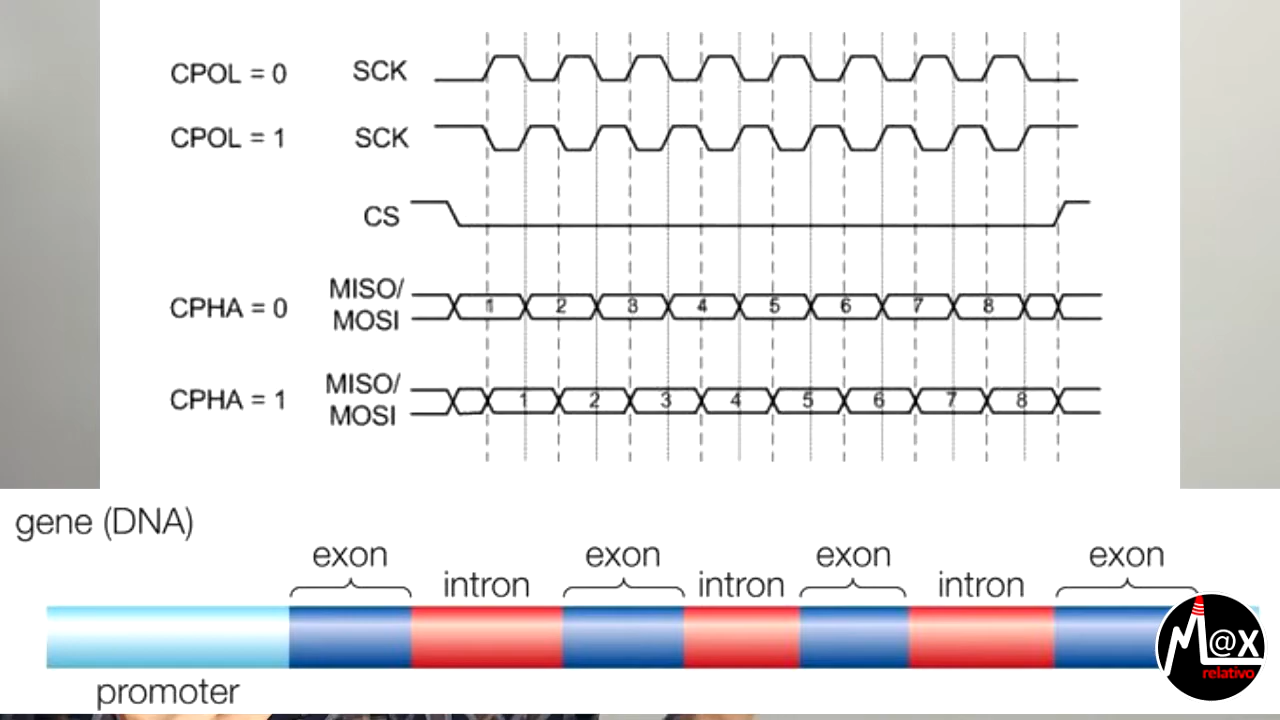 CPOL = 0 SCK
CPOL = 1 SCK
CS
CPHA = 0 MISO/
MOSI
1 2 3 4 5 6 7 8
CPHA = 1 MISO/
MOSI
1 2 3 4 5 6 7 8
gene (DNA)
exon exon exon exon
intron intron intron
promoter
M@x
relativo